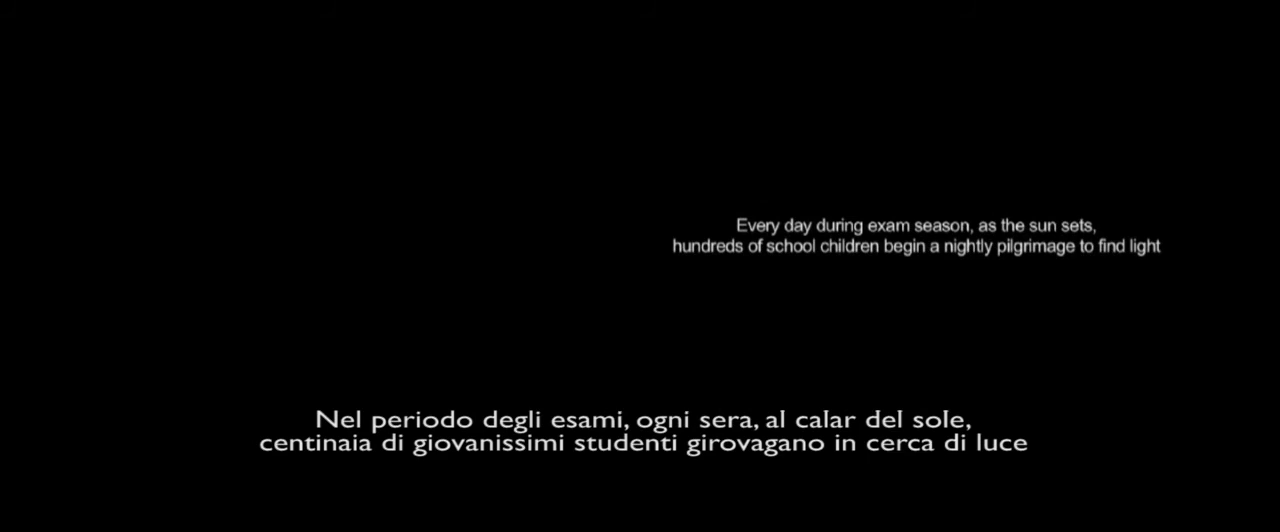 Every day during exam season, as the sun sets,
hundreds of school children begin a nightly pilgrimage to find light
Nel periodo degli esami, ogni sera, al calar del sole,
centinaia di giovanissimi studenti girovagano in cerca di luce